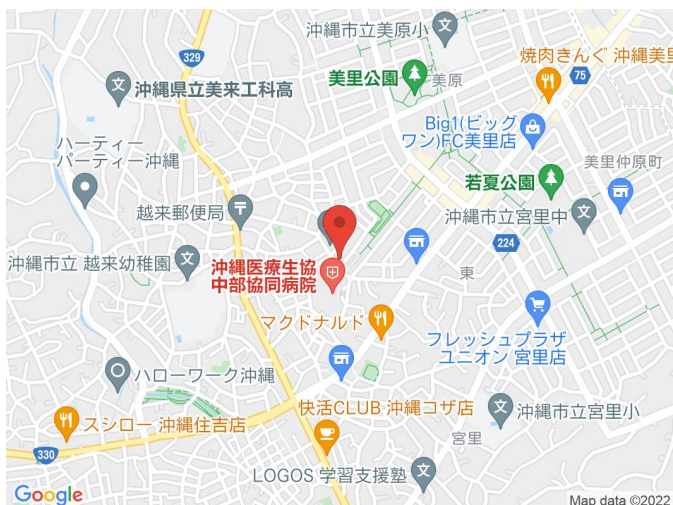 沖縄市立美原小
329
焼肉きんぐ 沖縄美里
美里公園
美原
75
沖縄県立美来工科高
Big1(ビッグ
ワン)FC美里店
ハーティー
パーティー沖縄
美里仲原町
若夏公園
越来郵便局
沖縄市立宮里中
224
沖縄市立 越来幼稚園
沖縄医療生協
中部協同病院
東
マクドナルド
フレッシュプラザ
ユニオン 宮里店
ハローワーク沖縄
快活CLUB 沖縄コザ店
沖縄市立宮里小
スシロー 沖縄住吉店
宮里
330
LOGOS 学習支援塾
Google
Map data ©2022